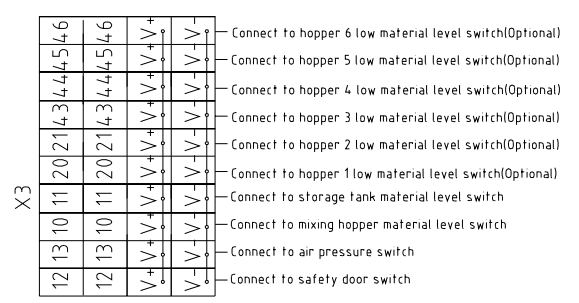 46 46 V+ V- Connect to hopper 6 low material level switch(Optional)
45 45 V+ V- Connect to hopper 5 low material level switch(Optional)
44 44 V+ V- Connect to hopper 4 low material level switch(Optional)
43 43 V+ V- Connect to hopper 3 low material level switch(Optional)
21 21 V+ V- Connect to hopper 2 low material level switch(Optional)
20 20 V+ V- Connect to hopper 1 low material level switch(Optional)
X3
11 11 V+ V- Connect to storage tank material level switch
10 10 V+ V- Connect to mixing hopper material level switch
13 13 V+ V- Connect to air pressure switch
12 12 V+ V- Connect to safety door switch